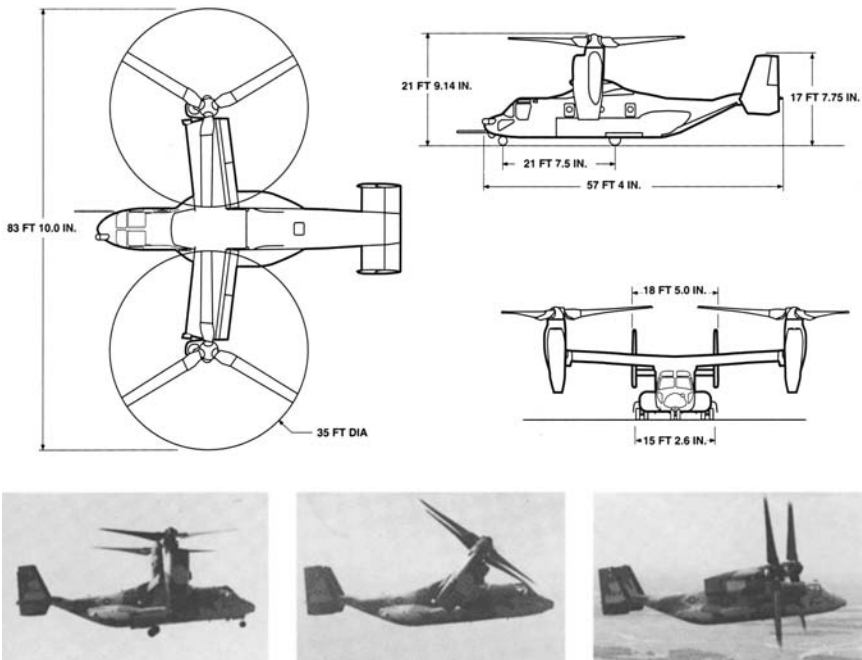 83 FT 10.0 IN.
35 FT DIA
21 FT 9.14 IN.
17 FT 7.75 IN.
21 FT 7.5 IN.
57 FT 4 IN.
18 FT 5.0 IN.
15 FT 2.6 IN.